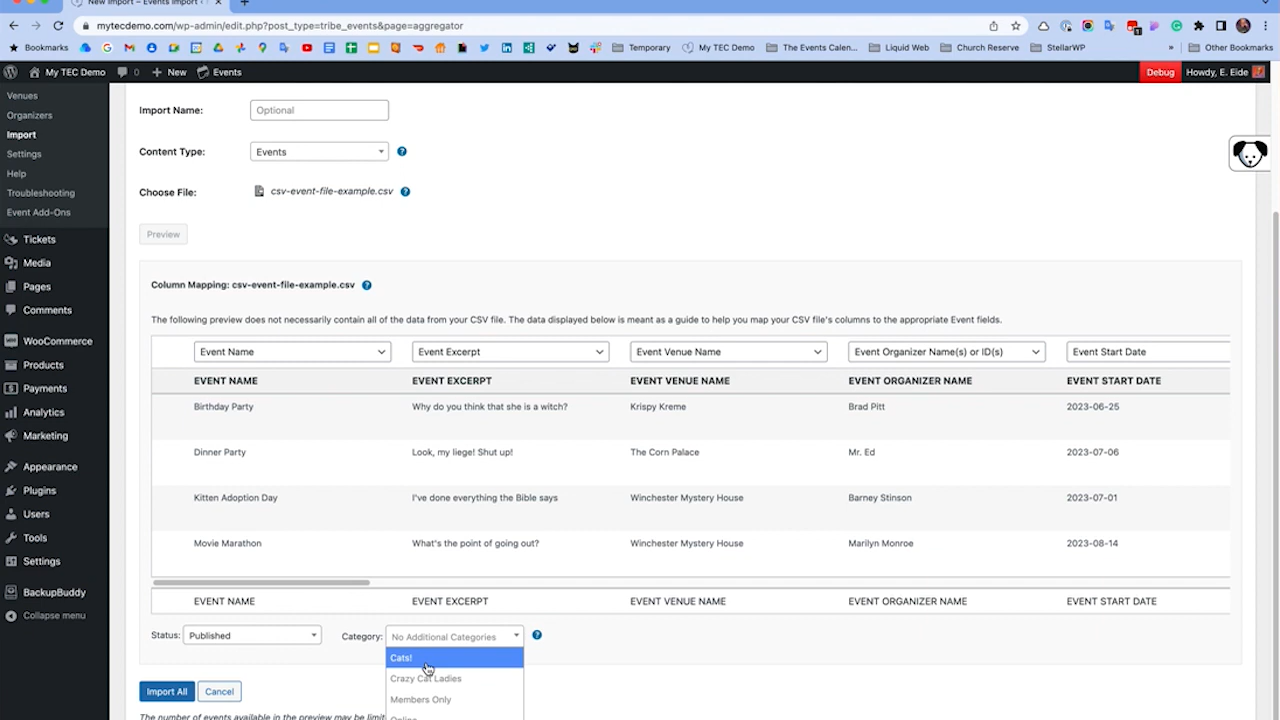 New Import ‹ Events Import
mytecdemo.com/wp-admin/edit.php?post_type=tribe_events&page=aggregator
Bookmarks
Temporary
My TEC Demo
The Events Calen...
Liquid Web
Church Reserve
StellarWP
»
Other Bookmarks
My TEC Demo
0
New
Events
Debug
Howdy, E. Eide
Venues
Organizers
Import
Settings
Help
Troubleshooting
Event Add-Ons
Tickets
Media
Pages
Comments
WooCommerce
Products
Payments
Analytics
Marketing
Appearance
Plugins
Users
Tools
Settings
BackupBuddy
Collapse menu
Import Name: Optional
Content Type: Events
Choose File: csv-event-file-example.csv
Preview
Column Mapping: csv-event-file-example.csv
The following preview does not necessarily contain all of the data from your CSV file. The data displayed below is meant as a guide to help you map your CSV file's columns to the appropriate Event fields.
Event Name Event Excerpt Event Venue Name Event Organizer Name(s) or ID(s) Event Start Date
EVENT NAME EVENT EXCERPT EVENT VENUE NAME EVENT ORGANIZER NAME EVENT START DATE
Birthday Party Why do you think that she is a witch? Krispy Kreme Brad Pitt 2023-06-25
Dinner Party Look, my liege! Shut up! The Corn Palace Mr. Ed 2023-07-06
Kitten Adoption Day I've done everything the Bible says Winchester Mystery House Barney Stinson 2023-07-01
Movie Marathon What's the point of going out? Winchester Mystery House Marilyn Monroe 2023-08-14
EVENT NAME EVENT EXCERPT EVENT VENUE NAME EVENT ORGANIZER NAME EVENT START DATE
Status: Published Category: No Additional Categories
Cats!
Crazy Cat Ladies
Members Only
Online
Import All Cancel
The number of events available in the preview may be limit